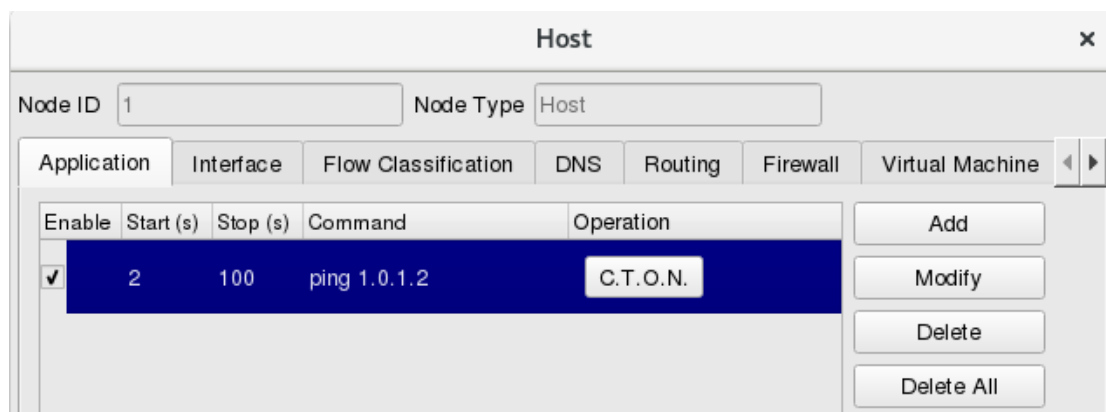 Host ×
Node ID 1 Node Type Host
Application Interface Flow Classification DNS Routing Firewall Virtual Machine
Enable Start (s) Stop (s) Command Operation Add
2 100 ping 1.0.1.2 C.T.O.N. Modify
Delete
Delete All